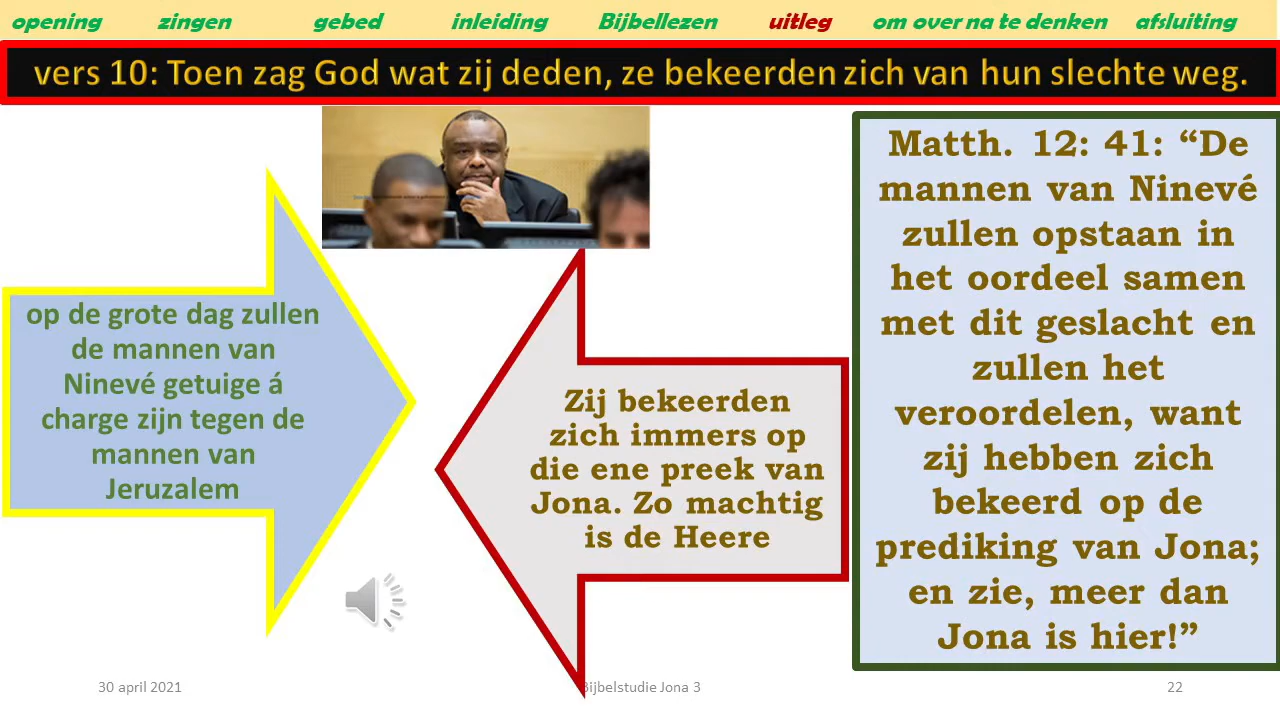 opening zingen gebed inleiding Bijbellezen uitleg om over na te denken afsluiting
vers 10: Toen zag God wat zij deden, ze bekeerden zich van hun slechte weg.
op de grote dag zullen
de mannen van
Ninevé getuige á
charge zijn tegen de
mannen van
Jeruzalem
Zij bekeerden
zich immers op
die ene preek van
Jona. Zo machtig
is de Heere
Matth. 12: 41: “De
mannen van Ninevé
zullen opstaan in
het oordeel samen
met dit geslacht en
zullen het
veroordelen, want
zij hebben zich
bekeerd op de
prediking van Jona;
en zie, meer dan
Jona is hier!”
30 april 2021
Bijbelstudie Jona 3
22